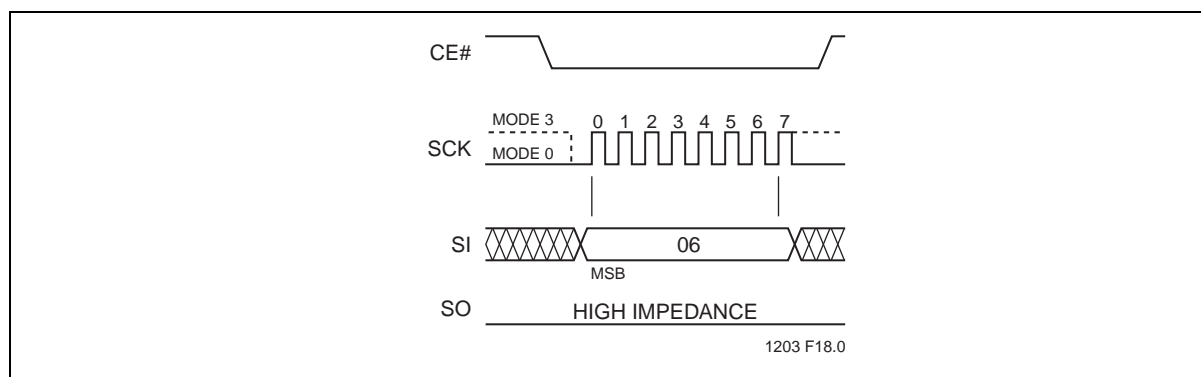 CE#
MODE 3
0 1 2 3 4 5 6 7
SCK
MODE 0
SI
06
MSB
SO
HIGH IMPEDANCE
1203 F18.0